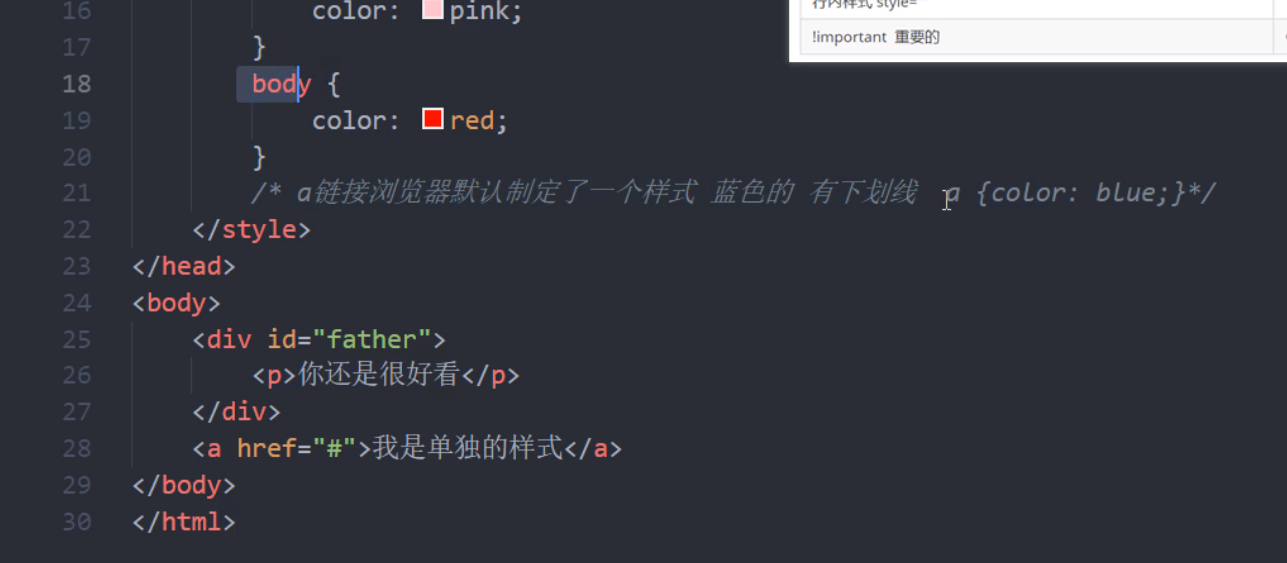 行内样式 style=""
!important 重要的
16 color: pink;
17 }
18 body {
19 color: red;
20 }
21 /* a链接浏览器默认制定了一个样式 蓝色的 有下划线 a {color: blue;}*/
22 </style>
23 </head>
24 <body>
25 <div id="father">
26 <p>你还是很好看</p>
27 </div>
28 <a href="#">我是单独的样式</a>
29 </body>
30 </html>